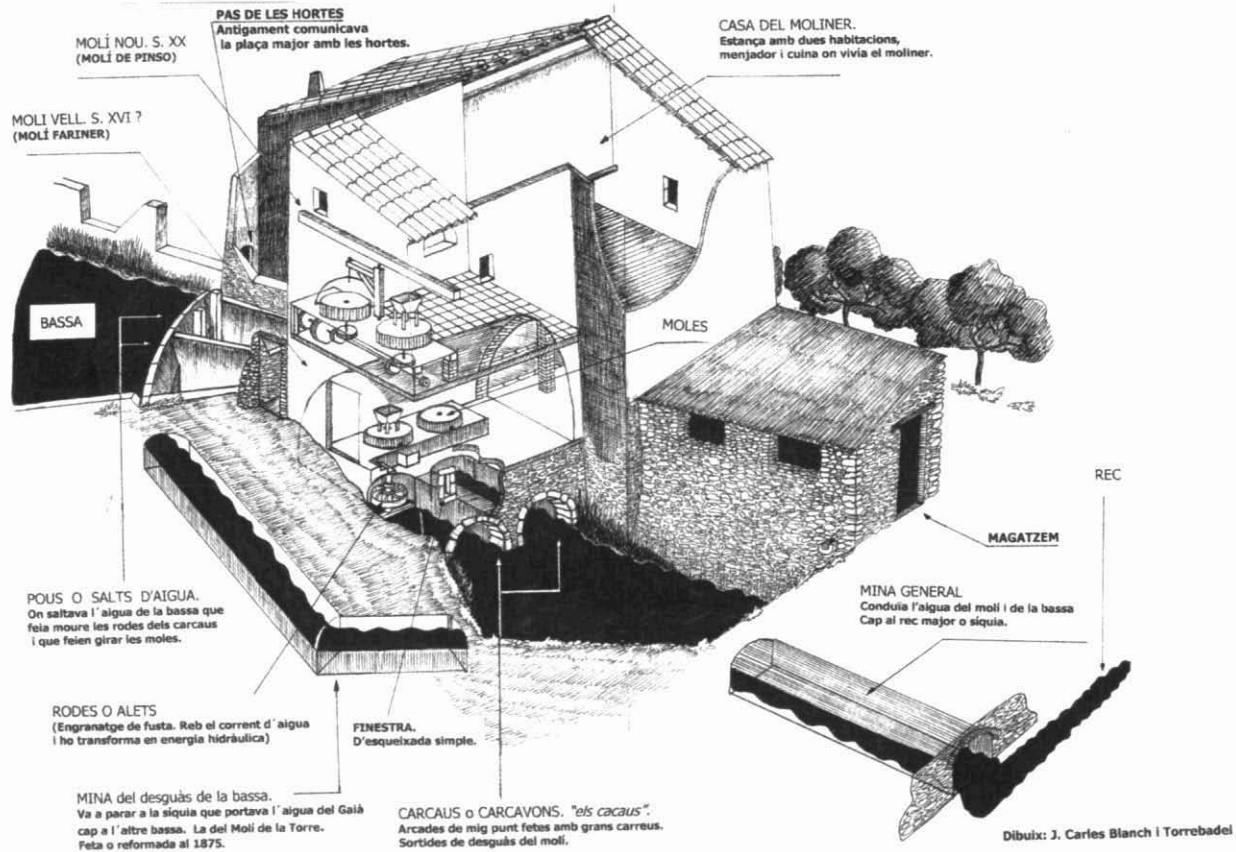 PAS DE LES HORTES
Antigament comunicava
la plaça major amb les hortes.
MOLÍ NOU. S. XX
(MOLÍ DE PINSO)
CASA DEL MOLINER.
Estança amb dues habitacions,
menjador i cuina on vivia el moliner.
MOLI VELL. S. XVI ?
(MOLÍ FARINER)
BASSA
MOLES
REC
MAGATZEM
POUS O SALTS D'AIGUA.
On saltava l´aigua de la bassa que
feia moure les rodes dels carcaus
i que feien girar les moles.
MINA GENERAL
Conduïa l'aigua del molí i de la bassa
Cap al rec major o síquia.
RODES O ALETS
(Engranatge de fusta. Reb el corrent d´aigua
i ho transforma en energia hidràulica)
FINESTRA.
D'esqueixada simple.
MINA del desguàs de la bassa.
Va a parar a la síquia que portava l´aigua del Gaià
cap a l´altre bassa. La del Molí de la Torre.
Feta o reformada al 1875.
CARCAUS o CARCAVONS. "els cacaus".
Arcades de mig punt fetes amb grans carreus.
Sortides de desguàs del molí.
Dibuix: J. Carles Blanch i Torrebadel